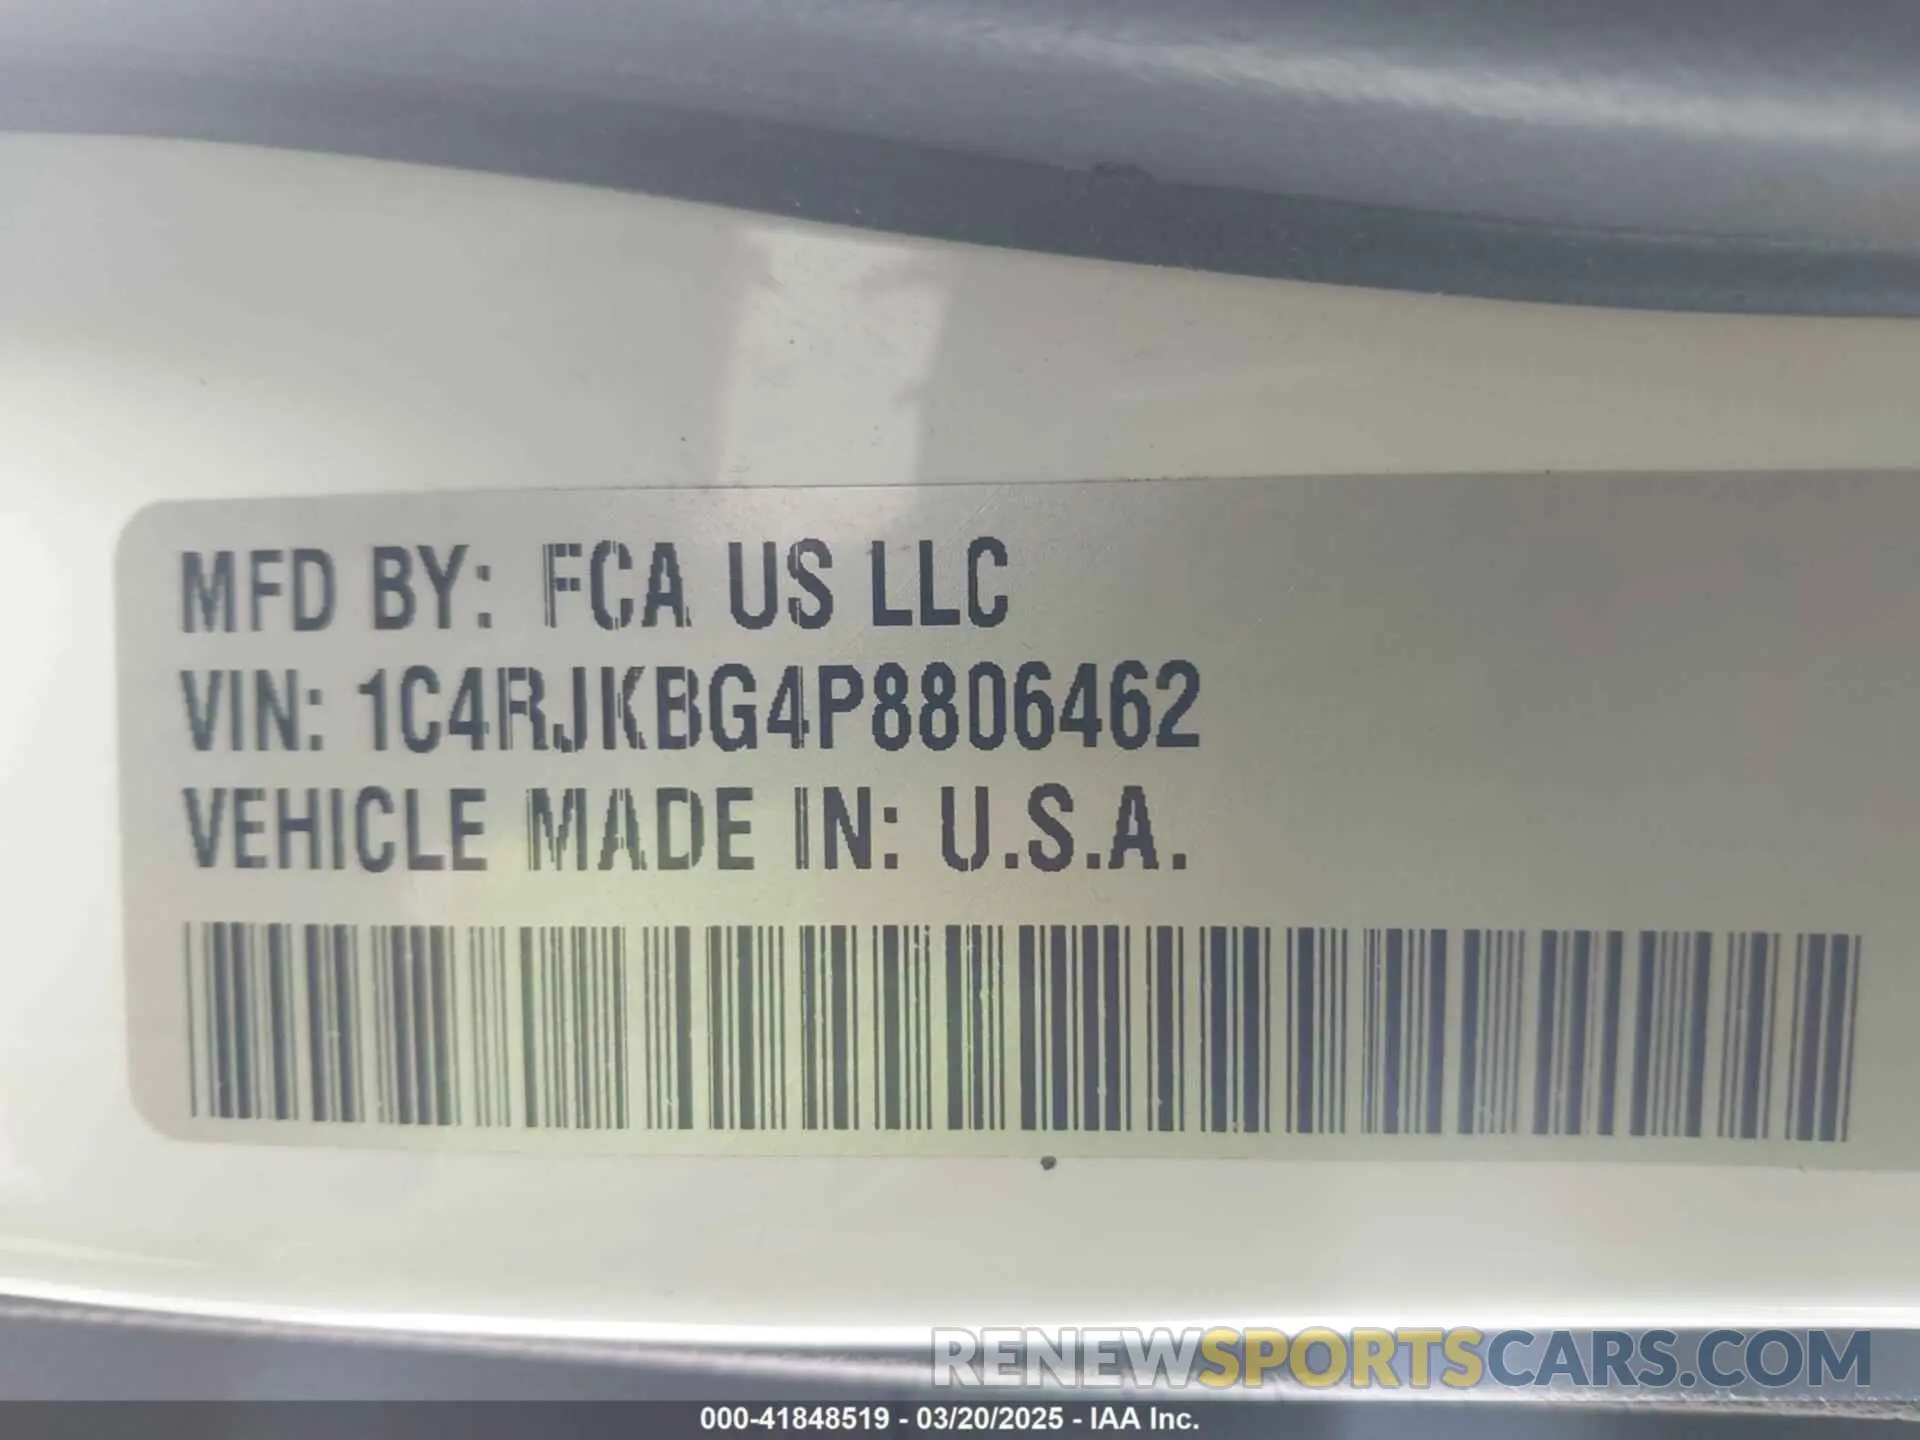 MFD BY: FCA US LLC
VIN: 1C4RJKBG4P8806462
VEHICLE MADE IN: U.S.A.
RENEWSPORTSCARS.COM
000-41848519 - 03/20/2025 - IAA Inc.